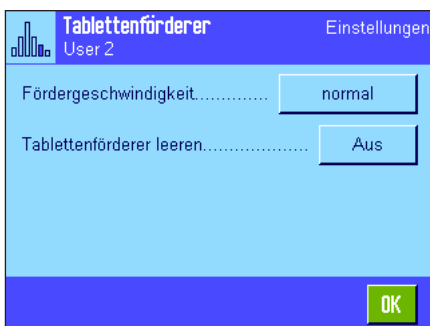 Tablettenförderer Einstellungen
User 2
Fördergeschwindigkeit............. normal
Tablettenförderer leeren.................... Aus
OK